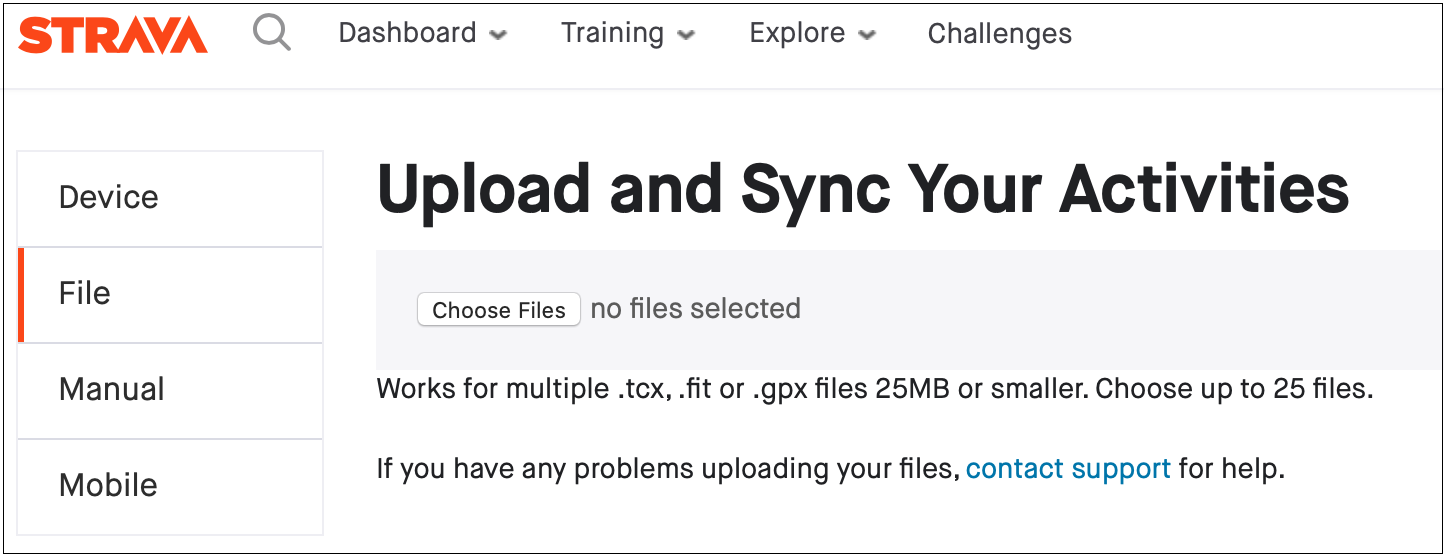 STRAVA Dashboard Training Explore Challenges
Device
File
Manual
Mobile
Upload and Sync Your Activities
Choose Files no files selected
Works for multiple .tcx, .fit or .gpx files 25MB or smaller. Choose up to 25 files.
If you have any problems uploading your files, contact support for help.